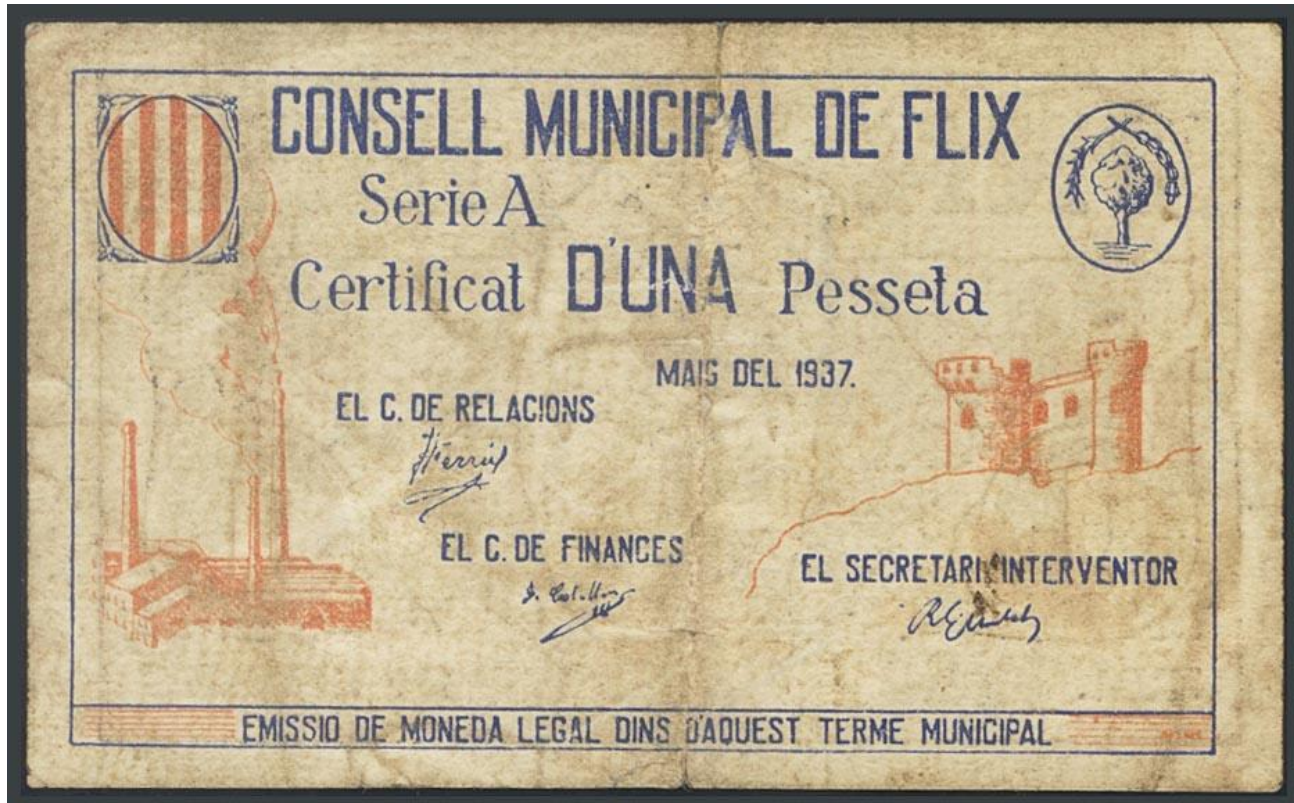 CONSELL MUNICIPAL DE FLIX
Serie A
Certificat D'UNA Pesseta
MAIG DEL 1937.
EL C. DE RELACIONS
EL C. DE FINANCES
EL SECRETARI INTERVENTOR
EMISSIO DE MONEDA LEGAL DINS D'AQUEST TERME MUNICIPAL